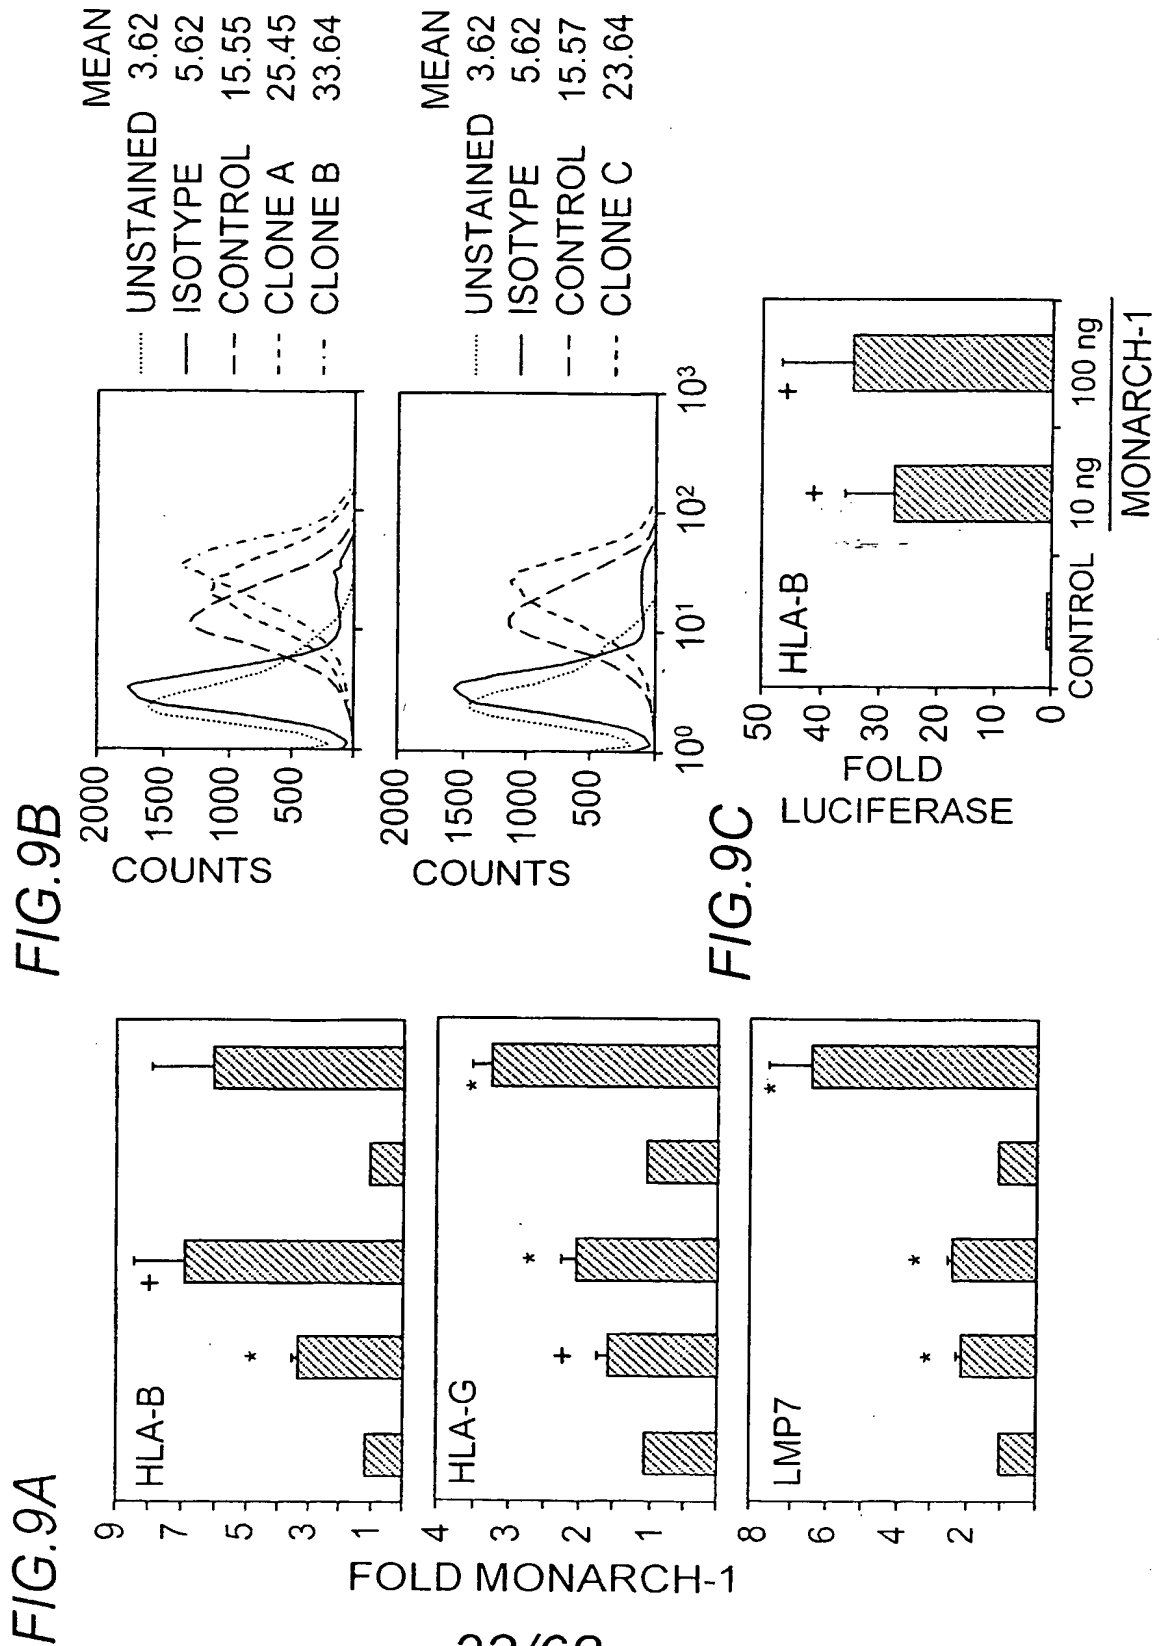 FIG.9A
HLA-B
9
7
5
3
1
+
*
HLA-G
4
3
2
1
+
*
*
LMP7
8
6
4
2
*
*
*
FOLD MONARCH-1
FIG.9B
2000
1500
1000
500
COUNTS
MEAN
UNSTAINED 3.62
ISOTYPE 5.62
CONTROL 15.55
CLONE A 25.45
CLONE B 33.64
2000
1500
1000
500
COUNTS
10⁰ 10¹ 10² 10³
MEAN
UNSTAINED 3.62
ISOTYPE 5.62
CONTROL 15.57
CLONE C 23.64
FIG.9C
HLA-B
50
40
30
20
10
0
FOLD
LUCIFERASE
+
+
CONTROL 10 ng 100 ng
MONARCH-1